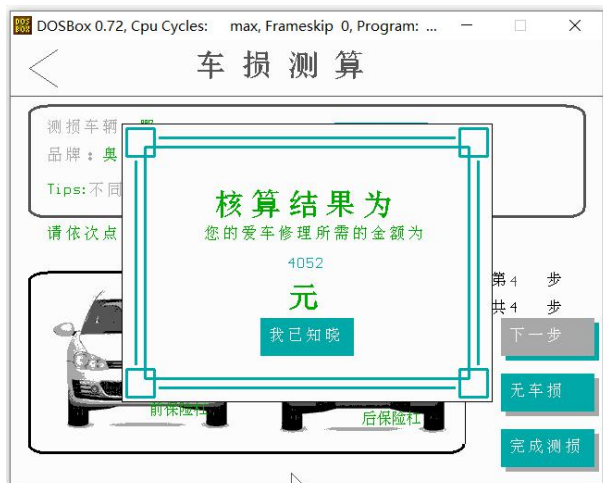 DOSBox 0.72, Cpu Cycles: max, Frameskip 0, Program: ...
车损测算
测损车辆
品牌：奥
Tips:不同
请依次点
核算结果为
您的爱车修理所需的金额为
4052
元
我已知晓
第4 步
共4 步
下一步
无车损
完成测损
前保险杠
后保险杠